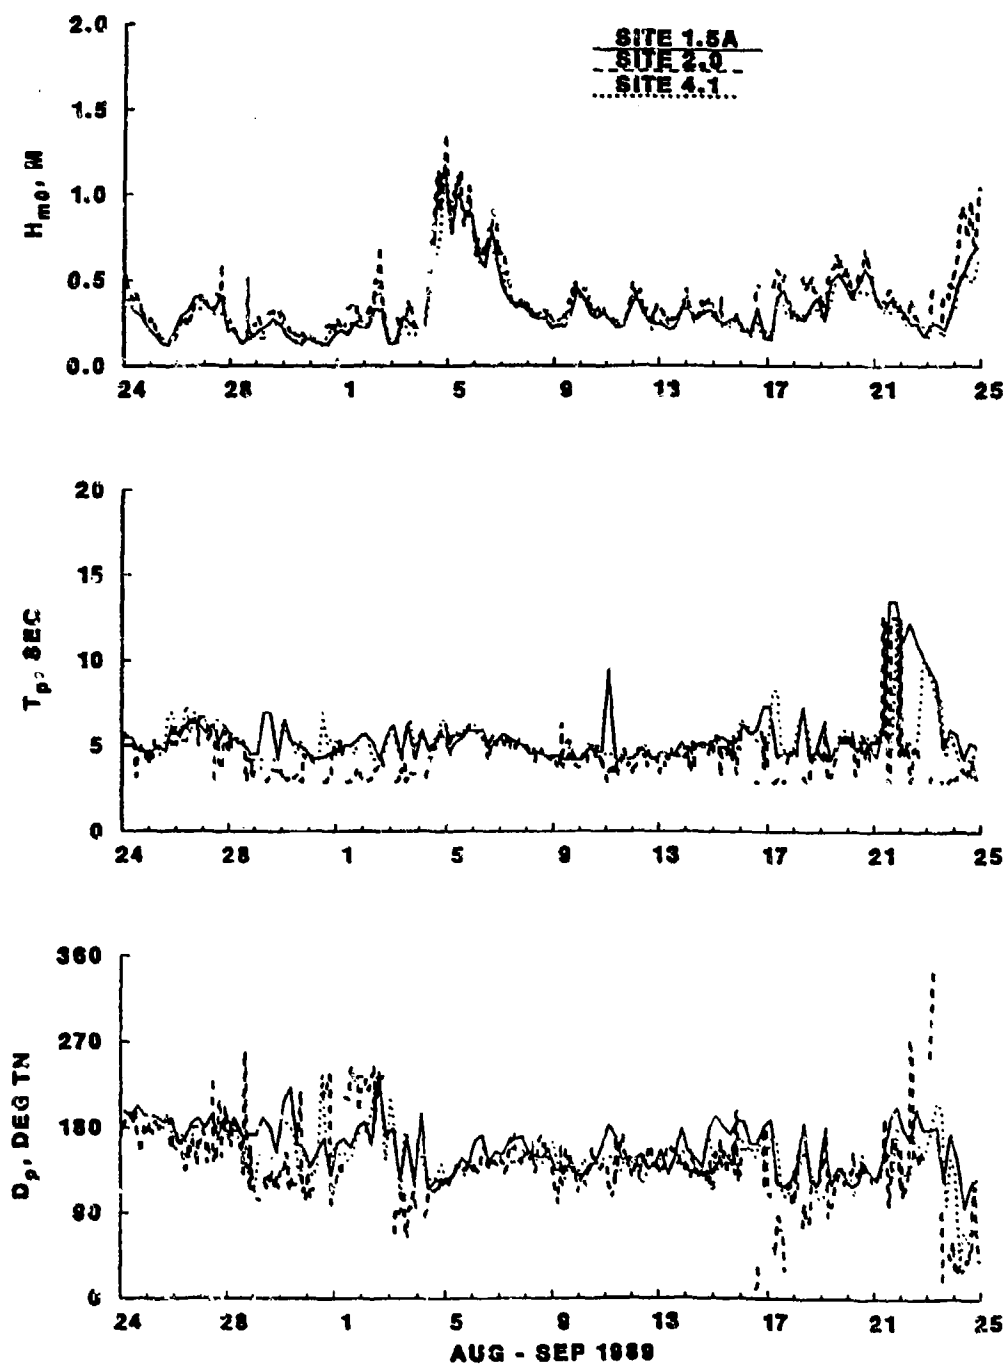 2.0
SITE 1.5A
SITE 2.0
SITE 4.1
1.5
1.0
0.5
0.0
Hm0, M
24 28 1 5 9 13 17 21 25
20
15
10
5
0
Tp, SEC
24 28 1 5 9 13 17 21 25
360
270
180
90
0
Dp, DEG TN
24 28 1 5 9 13 17 21 25
AUG - SEP 1989